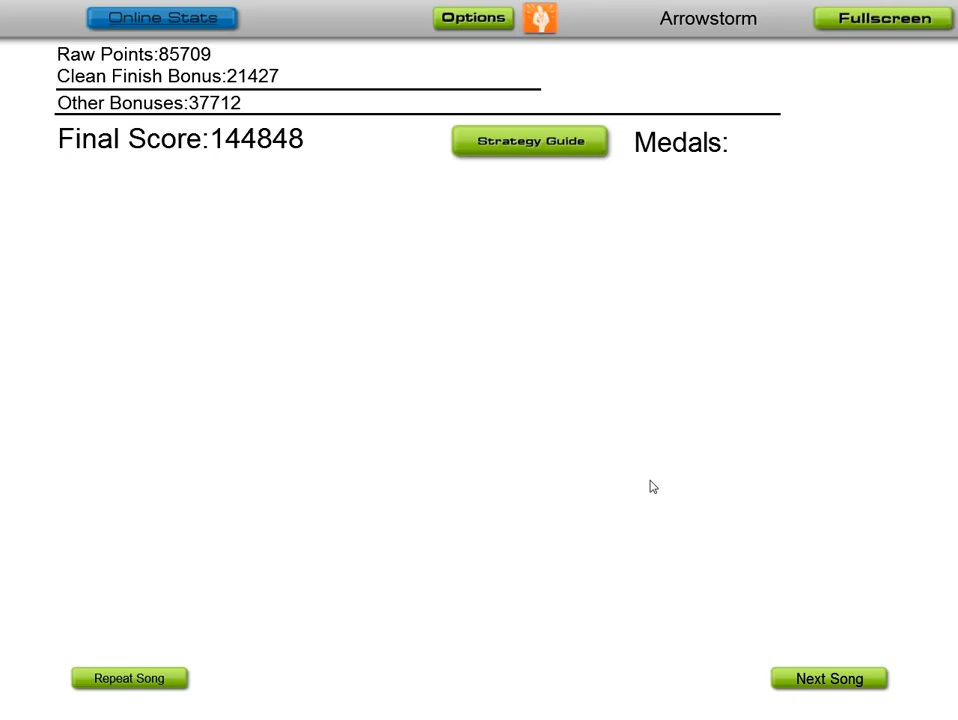 Online Stats
Options
Arrowstorm
Fullscreen
Raw Points:85709
Clean Finish Bonus:21427
Other Bonuses:37712
Final Score:144848
Strategy Guide
Medals:
Repeat Song
Next Song